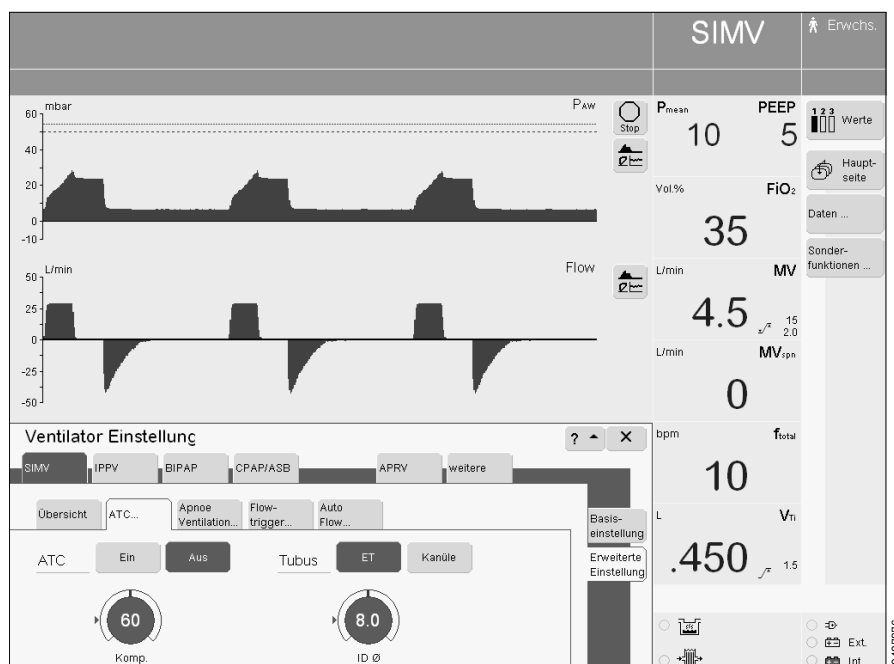 SIMV
Erwchs.
mbar
PAW
60
40
20
0
-10
Stop
Pmean
PEEP
10
5
1 2 3
Werte
Haupt-
seite
Vol.%
FiO2
35
Daten ...
Sonder-
funktionen ...
L/min
Flow
50
25
0
-25
-50
L/min
MV
4.5
15
2.0
L/min
MVspn
0
Ventilator Einstellung
?
X
SIMV
IPPV
BIPAP
CPAP/ASB
APRV
weitere
bpm
ftotal
10
Übersicht
ATC...
Apnoe
Ventilation...
Flow-
trigger...
Auto
Flow...
Basis-
einstellung
Erweiterte
Einstellung
L
VTi
.450
1.5
ATC
Ein
Aus
Tubus
ET
Kanüle
60
Komp.
8.0
ID Ø
Ext.
Int.